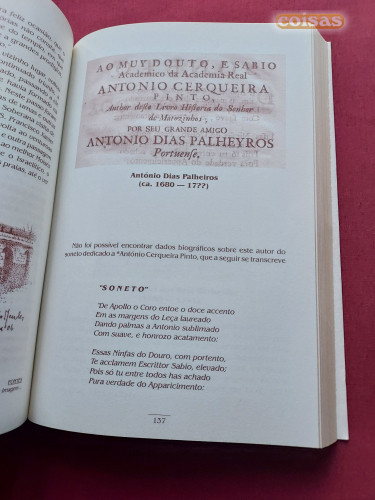 coisas
AO MUY DOUTO, E SABIO
Academico da Academia Real
ANTONIO CERQUEIRA
PINTO,
Author deste Livro Historia do Senhor
de Matozinhos;
POR SEU GRANDE AMIGO
ANTONIO DIAS PALHEYROS
Portuense,
António Dias Palheiros
(ca. 1680 — 17??)
Não foi possível encontrar dados biográficos sobre este autor do
soneto dedicado a "António Cerqueira Pinto, que a seguir se transcreve
"SONETO"
"De Apollo o Coro entoe o doce accento
Em as margens do Leça laureado
Dando palmas a Antonio sublimado
Com suave, e honrozo acatamento:
Essas Ninfas do Douro, com portento,
Te acclamem Escrittor Sabio, elevado;
Pois só tu entre todos has achado
Pura verdade do Apparicimento:
137